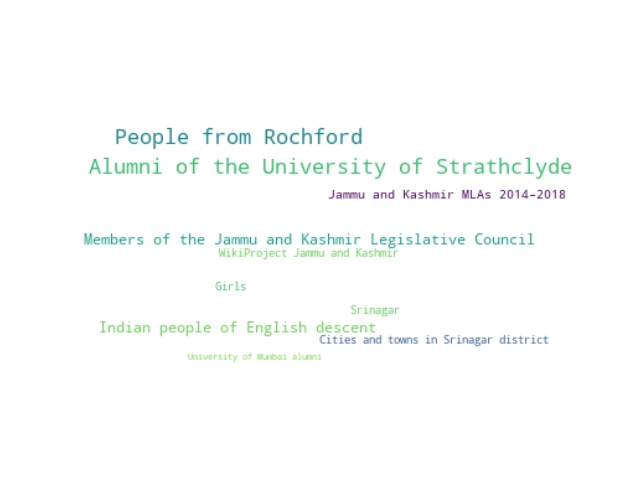 People from Rochford
Alumni of the University of Strathclyde
Jammu and Kashmir MLAs 2014–2018
Members of the Jammu and Kashmir Legislative Council
WikiProject Jammu and Kashmir
Girls
Srinagar
Indian people of English descent
Cities and towns in Srinagar district
University of Mumbai alumni